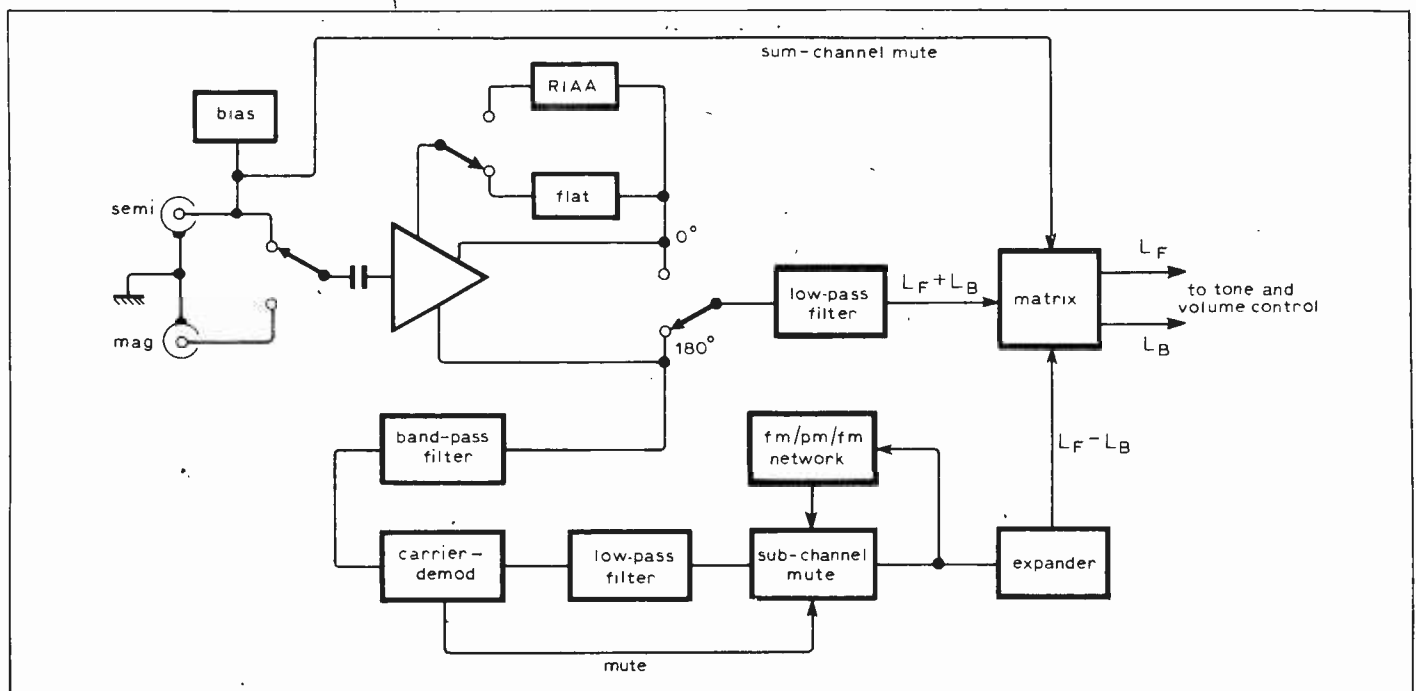 sum-channel mute
RIAA
bias
flat
semi
0°
mag
180°
low-pass
filter
LF+LB
matrix
LF
to tone and
volume control
LB
band-pass
filter
fm/pm/fm
network
LF-LB
carrier-
demod
low-pass
filter
sub-channel
mute
expander
mute